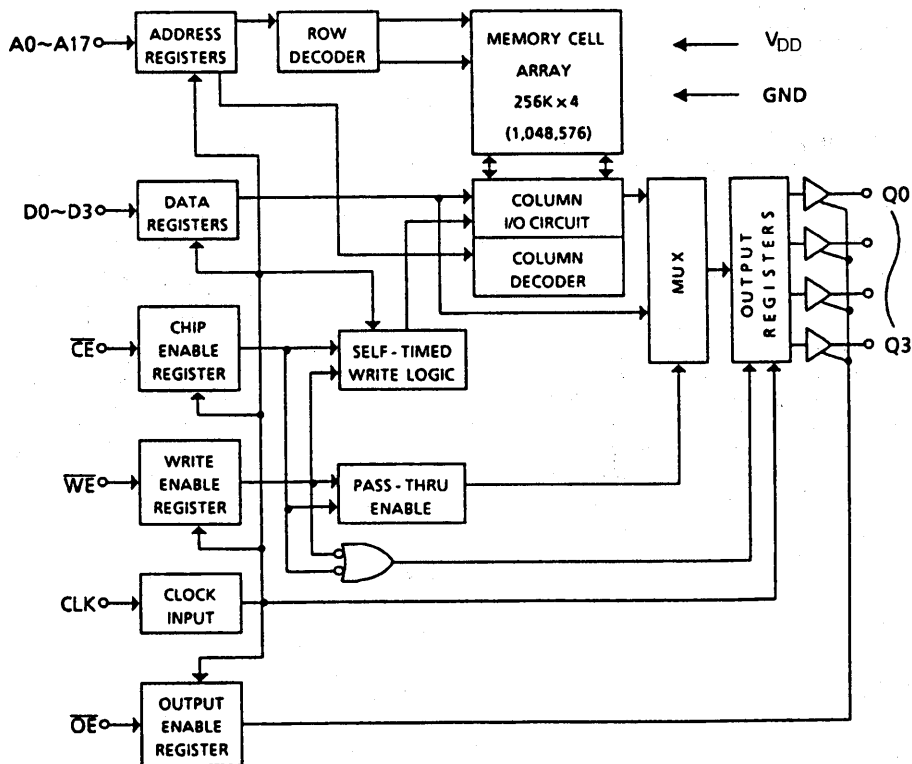 A0~A17
ADDRESS
REGISTERS
ROW
DECODER
MEMORY CELL
ARRAY
256K x 4
(1,048,576)
VDD
GND
D0~D3
DATA
REGISTERS
COLUMN
I/O CIRCUIT
COLUMN
DECODER
MUX
OUTPUT
REGISTERS
Q0
Q3
CE
CHIP
ENABLE
REGISTER
SELF - TIMED
WRITE LOGIC
WE
WRITE
ENABLE
REGISTER
PASS - THRU
ENABLE
CLK
CLOCK
INPUT
OE
OUTPUT
ENABLE
REGISTER